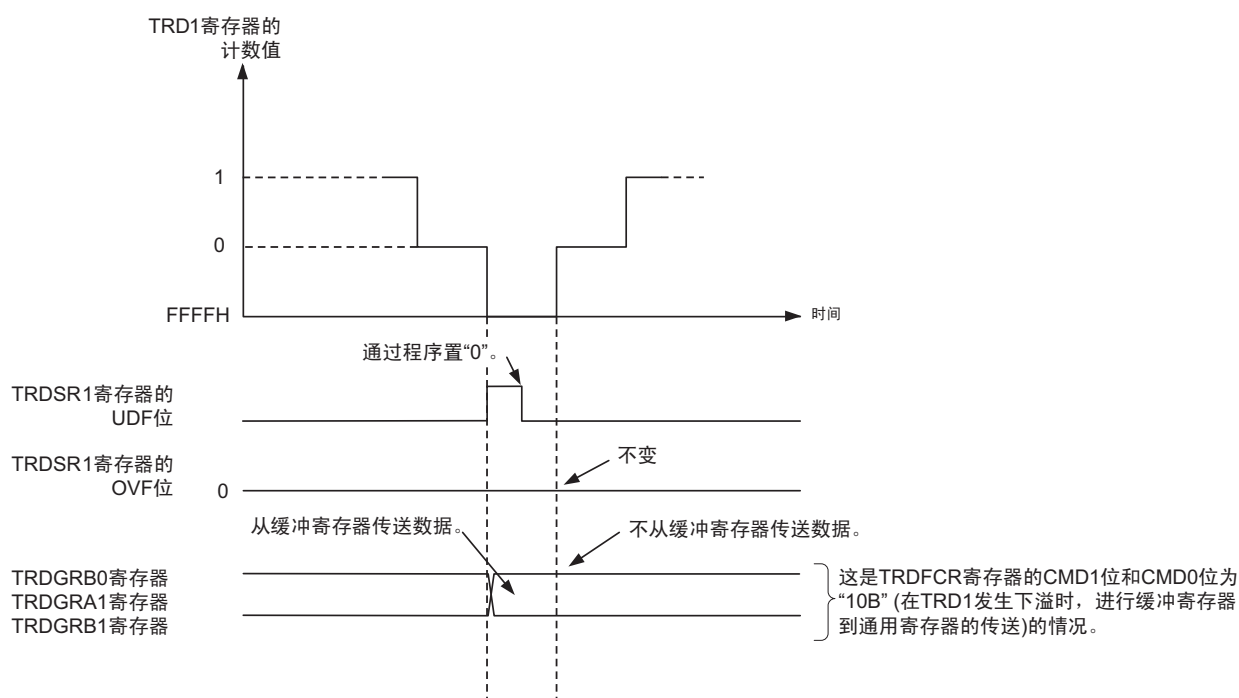 TRD1寄存器的
计数值
1
0
FFFFH
时间
通过程序置“0”。
TRDSR1寄存器的
UDF位
不变
TRDSR1寄存器的
OVF位
0
从缓冲寄存器传送数据。
不从缓冲寄存器传送数据。
TRDGRB0寄存器
TRDGRA1寄存器
TRDGRB1寄存器
这是TRDFCR寄存器的CMD1位和CMD0位为
“10B” (在TRD1发生下溢时，进行缓冲寄存器
到通用寄存器的传送)的情况。